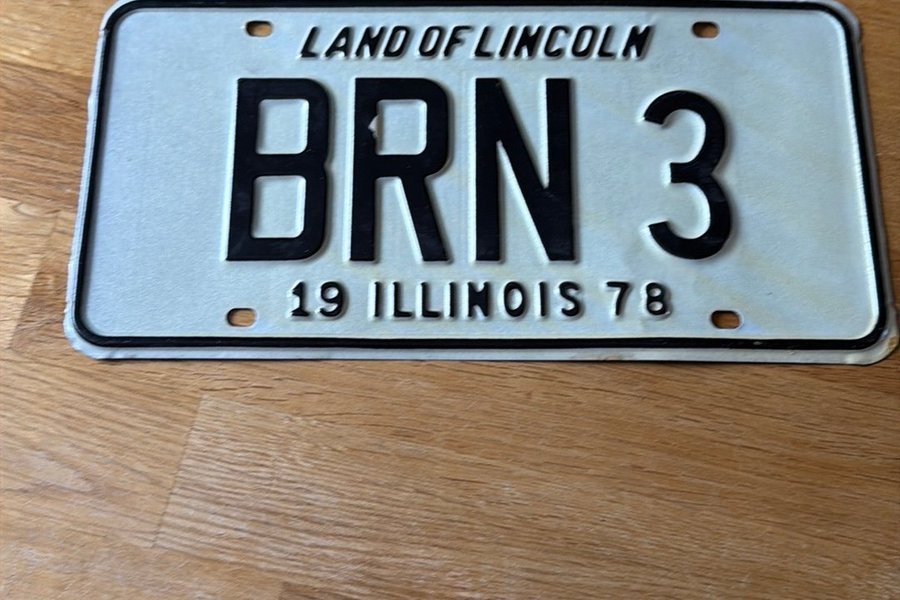 LAND OF LINCOLN
BRN 3
19 ILLINOIS 78